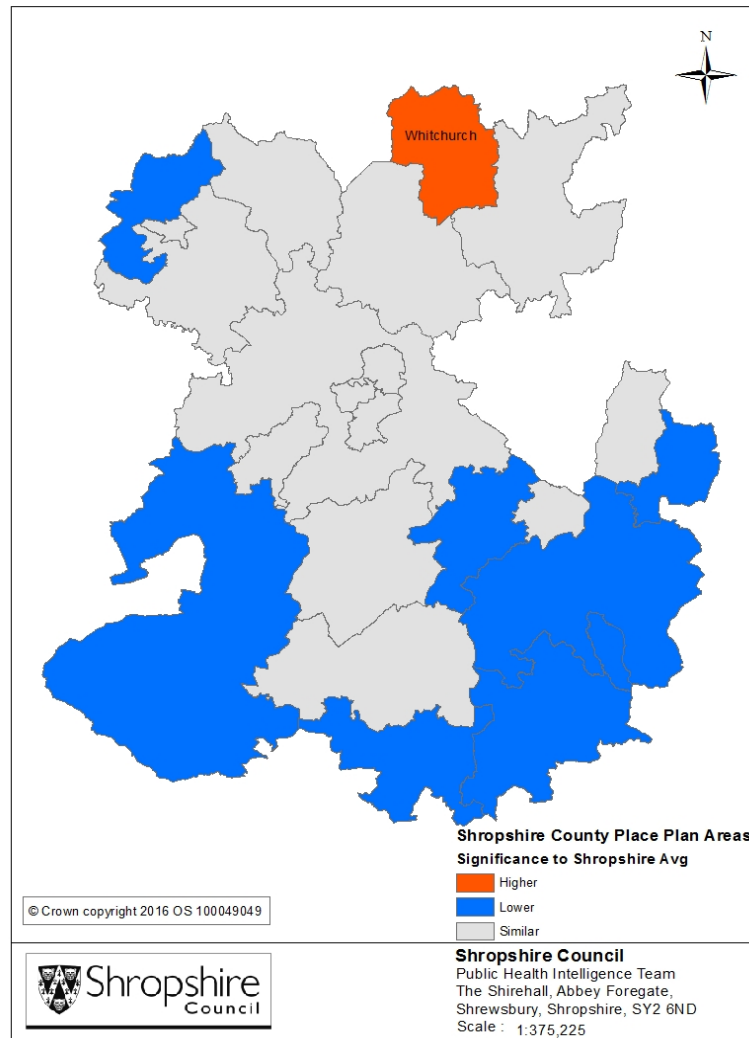 N
Whitchurch
Shropshire County Place Plan Areas
Significance to Shropshire Avg
Higher
Lower
Similar
© Crown copyright 2016 OS 100049049
Shropshire
Council
Shropshire Council
Public Health Intelligence Team
The Shirehall, Abbey Foregate,
Shrewsbury, Shropshire, SY2 6ND
Scale : 1:375,225